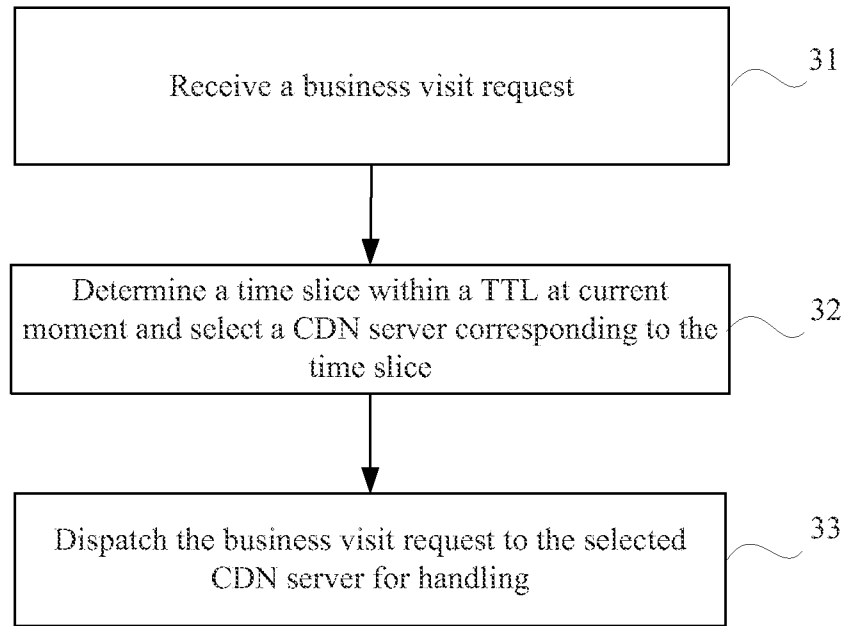 Receive a business visit request
31
Determine a time slice within a TTL at current
moment and select a CDN server corresponding to the
time slice
32
Dispatch the business visit request to the selected
CDN server for handling
33